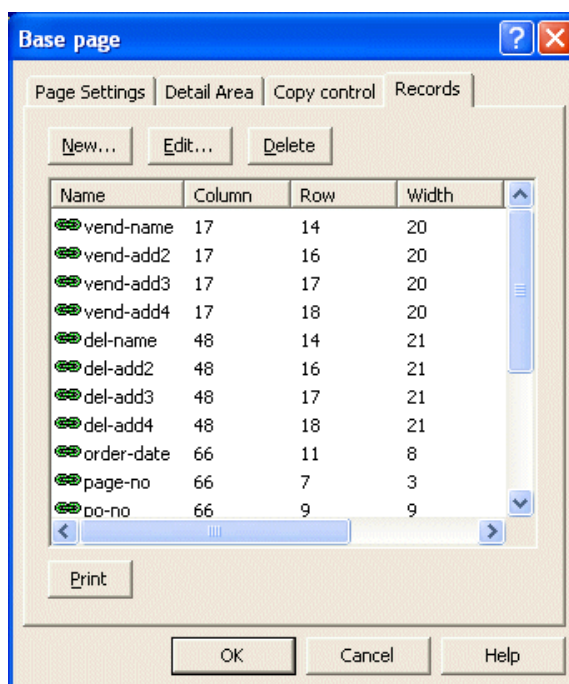 Base page
Page Settings Detail Area Copy control Records
New... Edit... Delete
Name Column Row Width
vend-name 17 14 20
vend-add2 17 16 20
vend-add3 17 17 20
vend-add4 17 18 20
del-name 48 14 21
del-add2 48 16 21
del-add3 48 17 21
del-add4 48 18 21
order-date 66 11 8
page-no 66 7 3
po-no 66 9 9
Print
OK Cancel Help